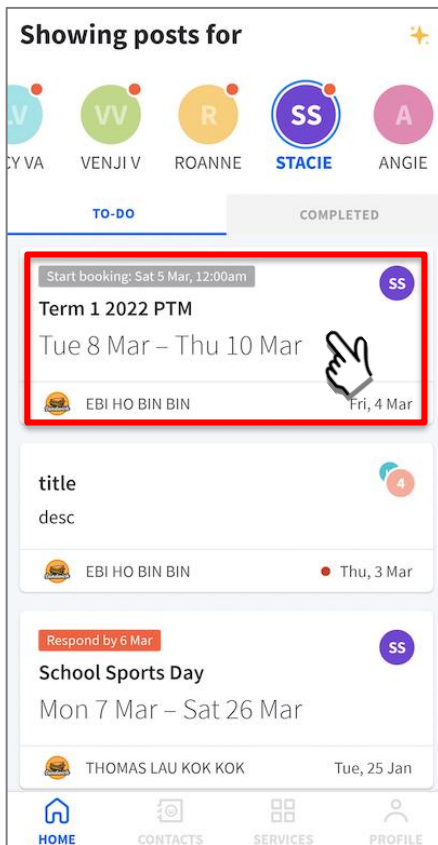 Showing posts for
LV
VV
R
SS
A
CY VA
VENJI V
ROANNE
STACIE
ANGIE
TO-DO
COMPLETED
Start booking: Sat 5 Mar, 12:00am
SS
Term 1 2022 PTM
Tue 8 Mar – Thu 10 Mar
EBI HO BIN BIN
Fri, 4 Mar
title
4
desc
EBI HO BIN BIN
Thu, 3 Mar
Respond by 6 Mar
SS
School Sports Day
Mon 7 Mar – Sat 26 Mar
THOMAS LAU KOK KOK
Tue, 25 Jan
HOME
CONTACTS
SERVICES
PROFILE